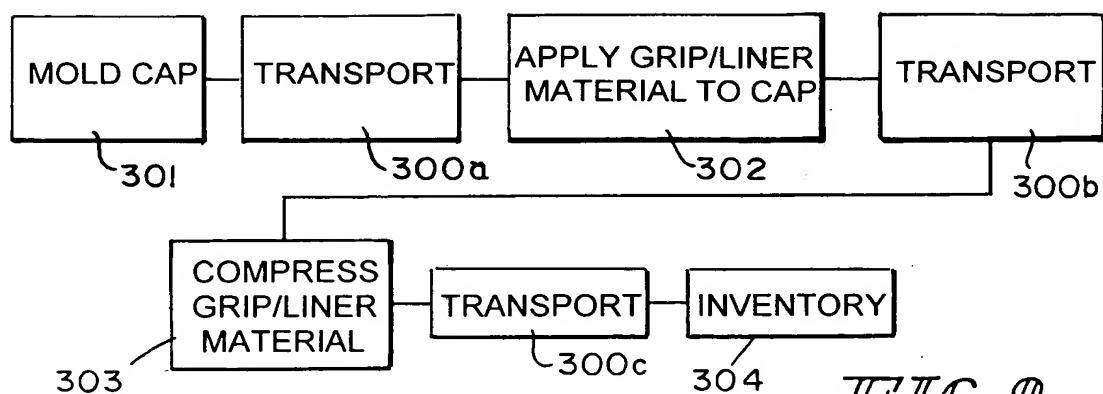 MOLD CAP
301
TRANSPORT
300a
APPLY GRIP/LINER
MATERIAL TO CAP
302
TRANSPORT
300b
COMPRESS
GRIP/LINER
MATERIAL
303
TRANSPORT
300c
INVENTORY
304